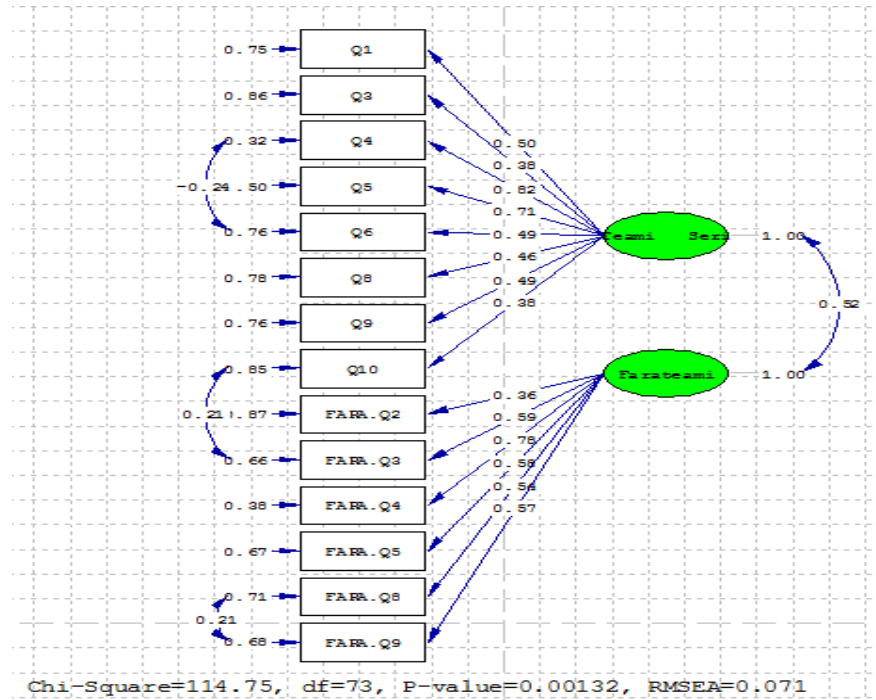 0.75 Q1
0.86 Q3
0.32 Q4
-0.24 .50 Q5
0.76 Q6
0.78 Q8
0.76 Q9
0.85 Q10
0.21 .87 FARA.Q2
0.66 FARA.Q3
0.38 FARA.Q4
0.67 FARA.Q5
0.71 FARA.Q8
0.21
0.68 FARA.Q9
0.50
0.38
0.82
0.71
0.49
0.46
0.49
0.38
0.36
0.59
0.78
0.58
0.54
0.57
Teami Seri 1.00
0.52
Farateami 1.00
Chi-Square=114.75, df=73, P-value=0.00132, RMSEA=0.071